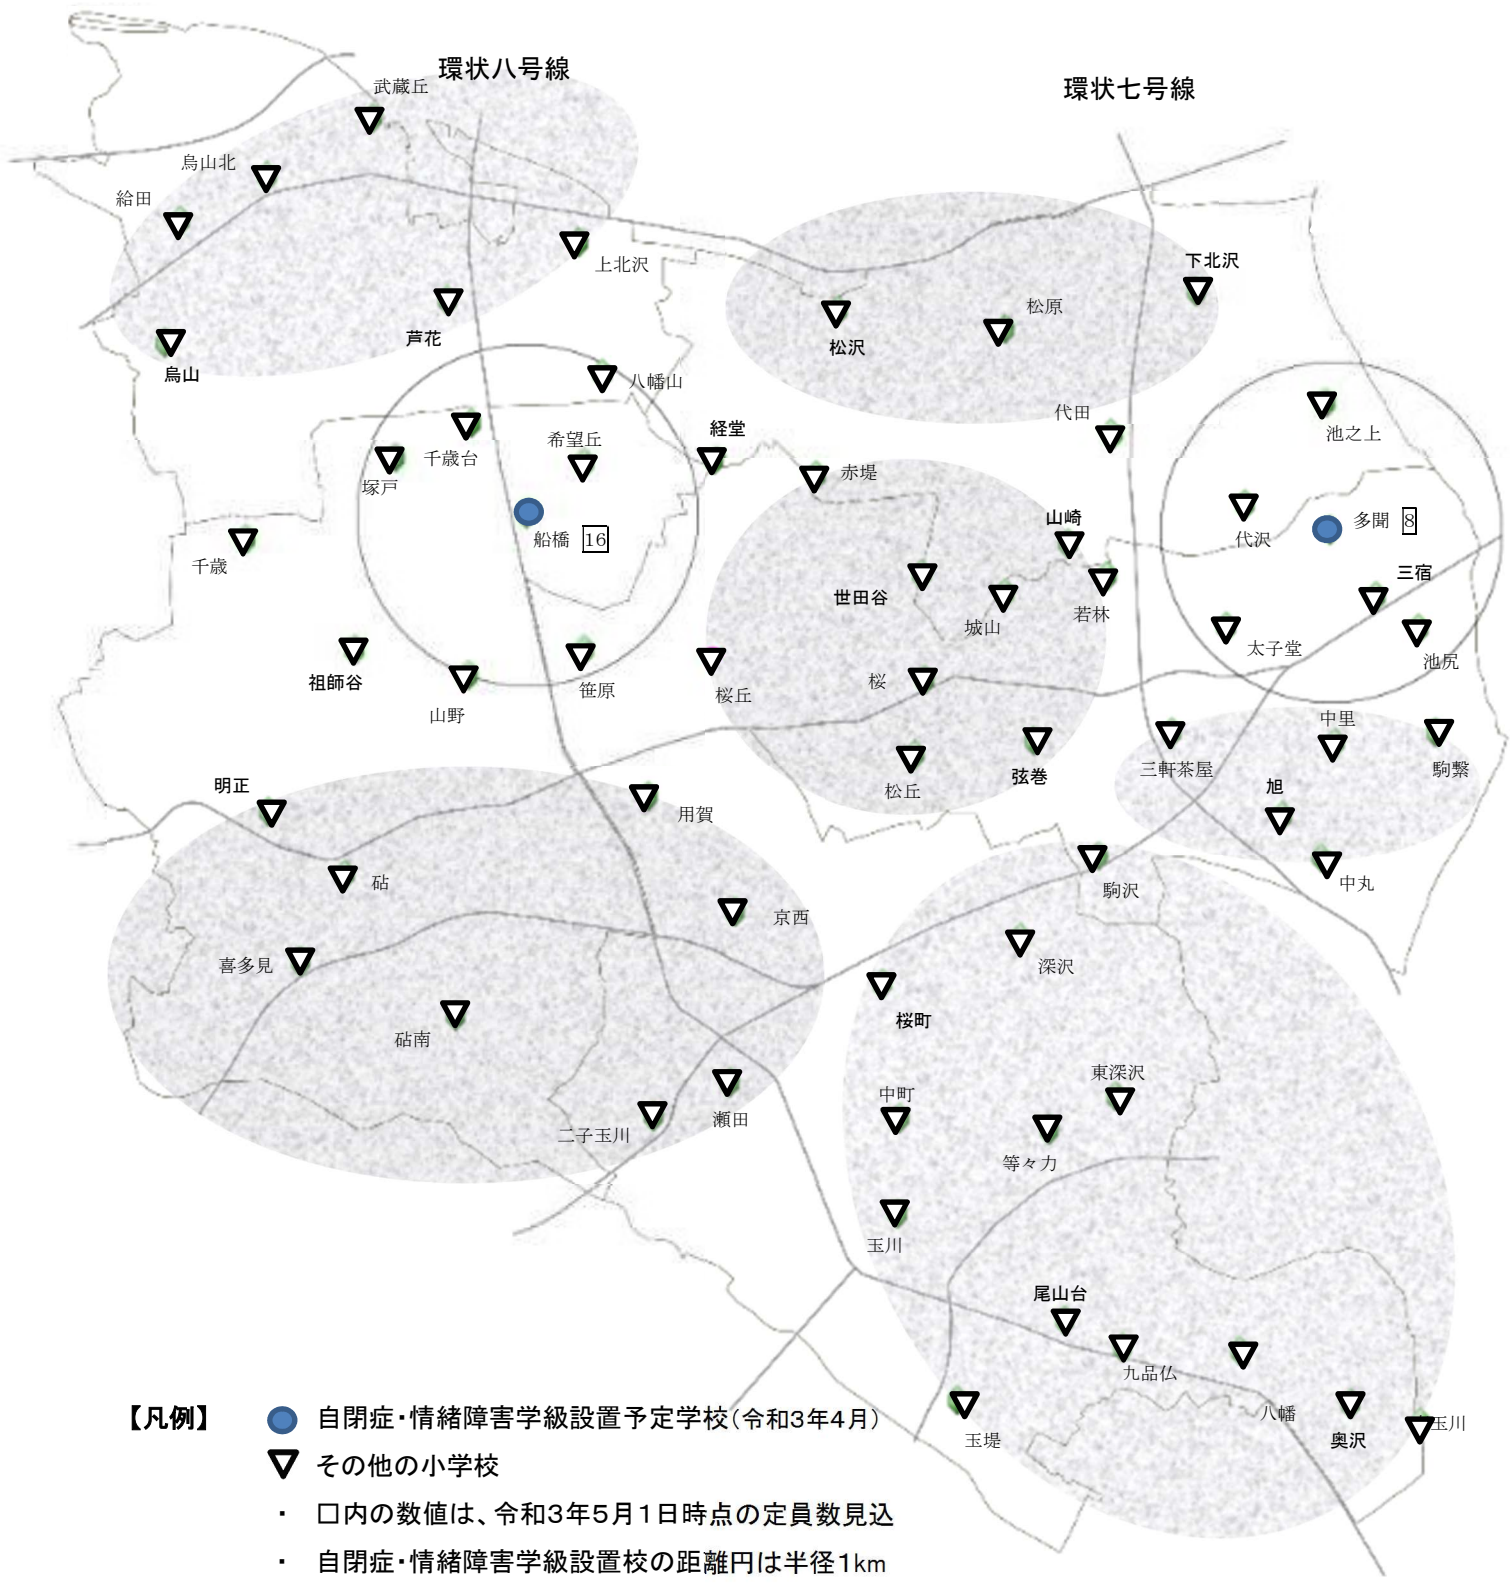 環状八号線
武蔵丘
環状七号線
烏山北
給田
上北沢
下北沢
松原
芦花
松沢
烏山
八幡山
代田
経堂
池之上
希望丘
千歳台
塚戸
赤堤
山崎
多聞 8
船橋 16
代沢
千歳
三宿
世田谷
城山
若林
太子堂
池尻
祖師谷
桜
笹原
桜丘
山野
中里
三軒茶屋
駒繋
弦巻
明正
旭
松丘
用賀
砧
中丸
駒沢
京西
喜多見
深沢
桜町
砧南
東深沢
中町
瀬田
二子玉川
等々力
玉川
尾山台
九品仏
八幡
玉川
玉堤
奥沢
【凡例】
自閉症・情緒障害学級設置予定学校(令和3年4月)
その他の小学校
・ □内の数値は、令和3年5月1日時点の定員数見込
・ 自閉症・情緒障害学級設置校の距離円は半径1km